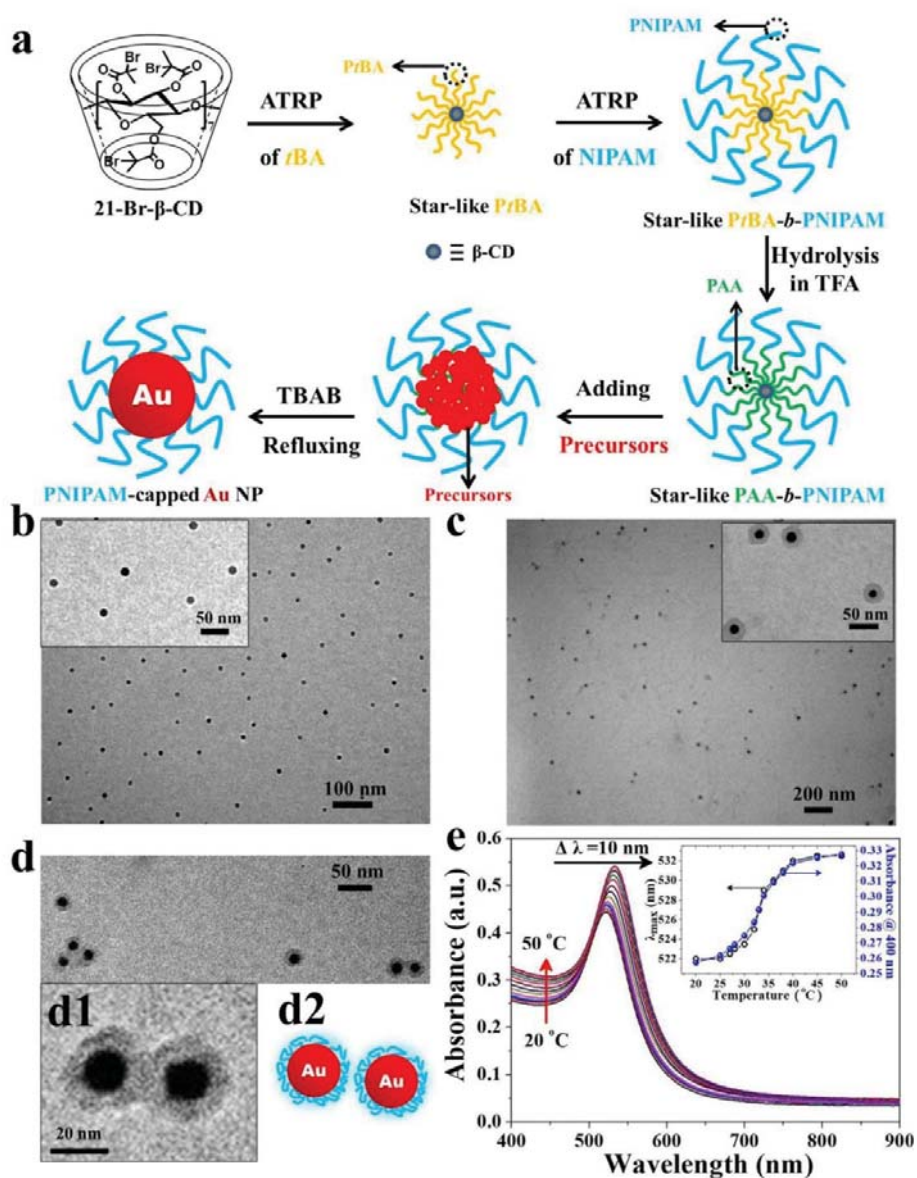 a
Br
O
Br
O
O
O
O
O
O
O
Br
O
21-Br-β-CD
ATRP
of tBA
PtBA
Star-like PtBA
≡ β-CD
ATRP
of NIPAM
PNIPAM
Star-like PtBA-b-PNIPAM
Hydrolysis
in TFA
PAA
Star-like PAA-b-PNIPAM
Adding
Precursors
Precursors
TBAB
Refluxing
Au
PNIPAM-capped Au NP
b
50 nm
100 nm
c
50 nm
200 nm
d
50 nm
d1
20 nm
d2
Au
Au
e
Absorbance (a.u.)
0.6
0.5
0.4
0.3
0.2
0.1
0.0
Δ λ =10 nm
50 °C
20 °C
λmax (nm)
532
530
528
526
524
522
0.33
0.32
0.31
0.30
0.29
0.28
0.27
0.26
0.25
Absorbance @ 400 nm
20 25 30 35 40 45 50
Temperature (°C)
400 500 600 700 800 900
Wavelength (nm)